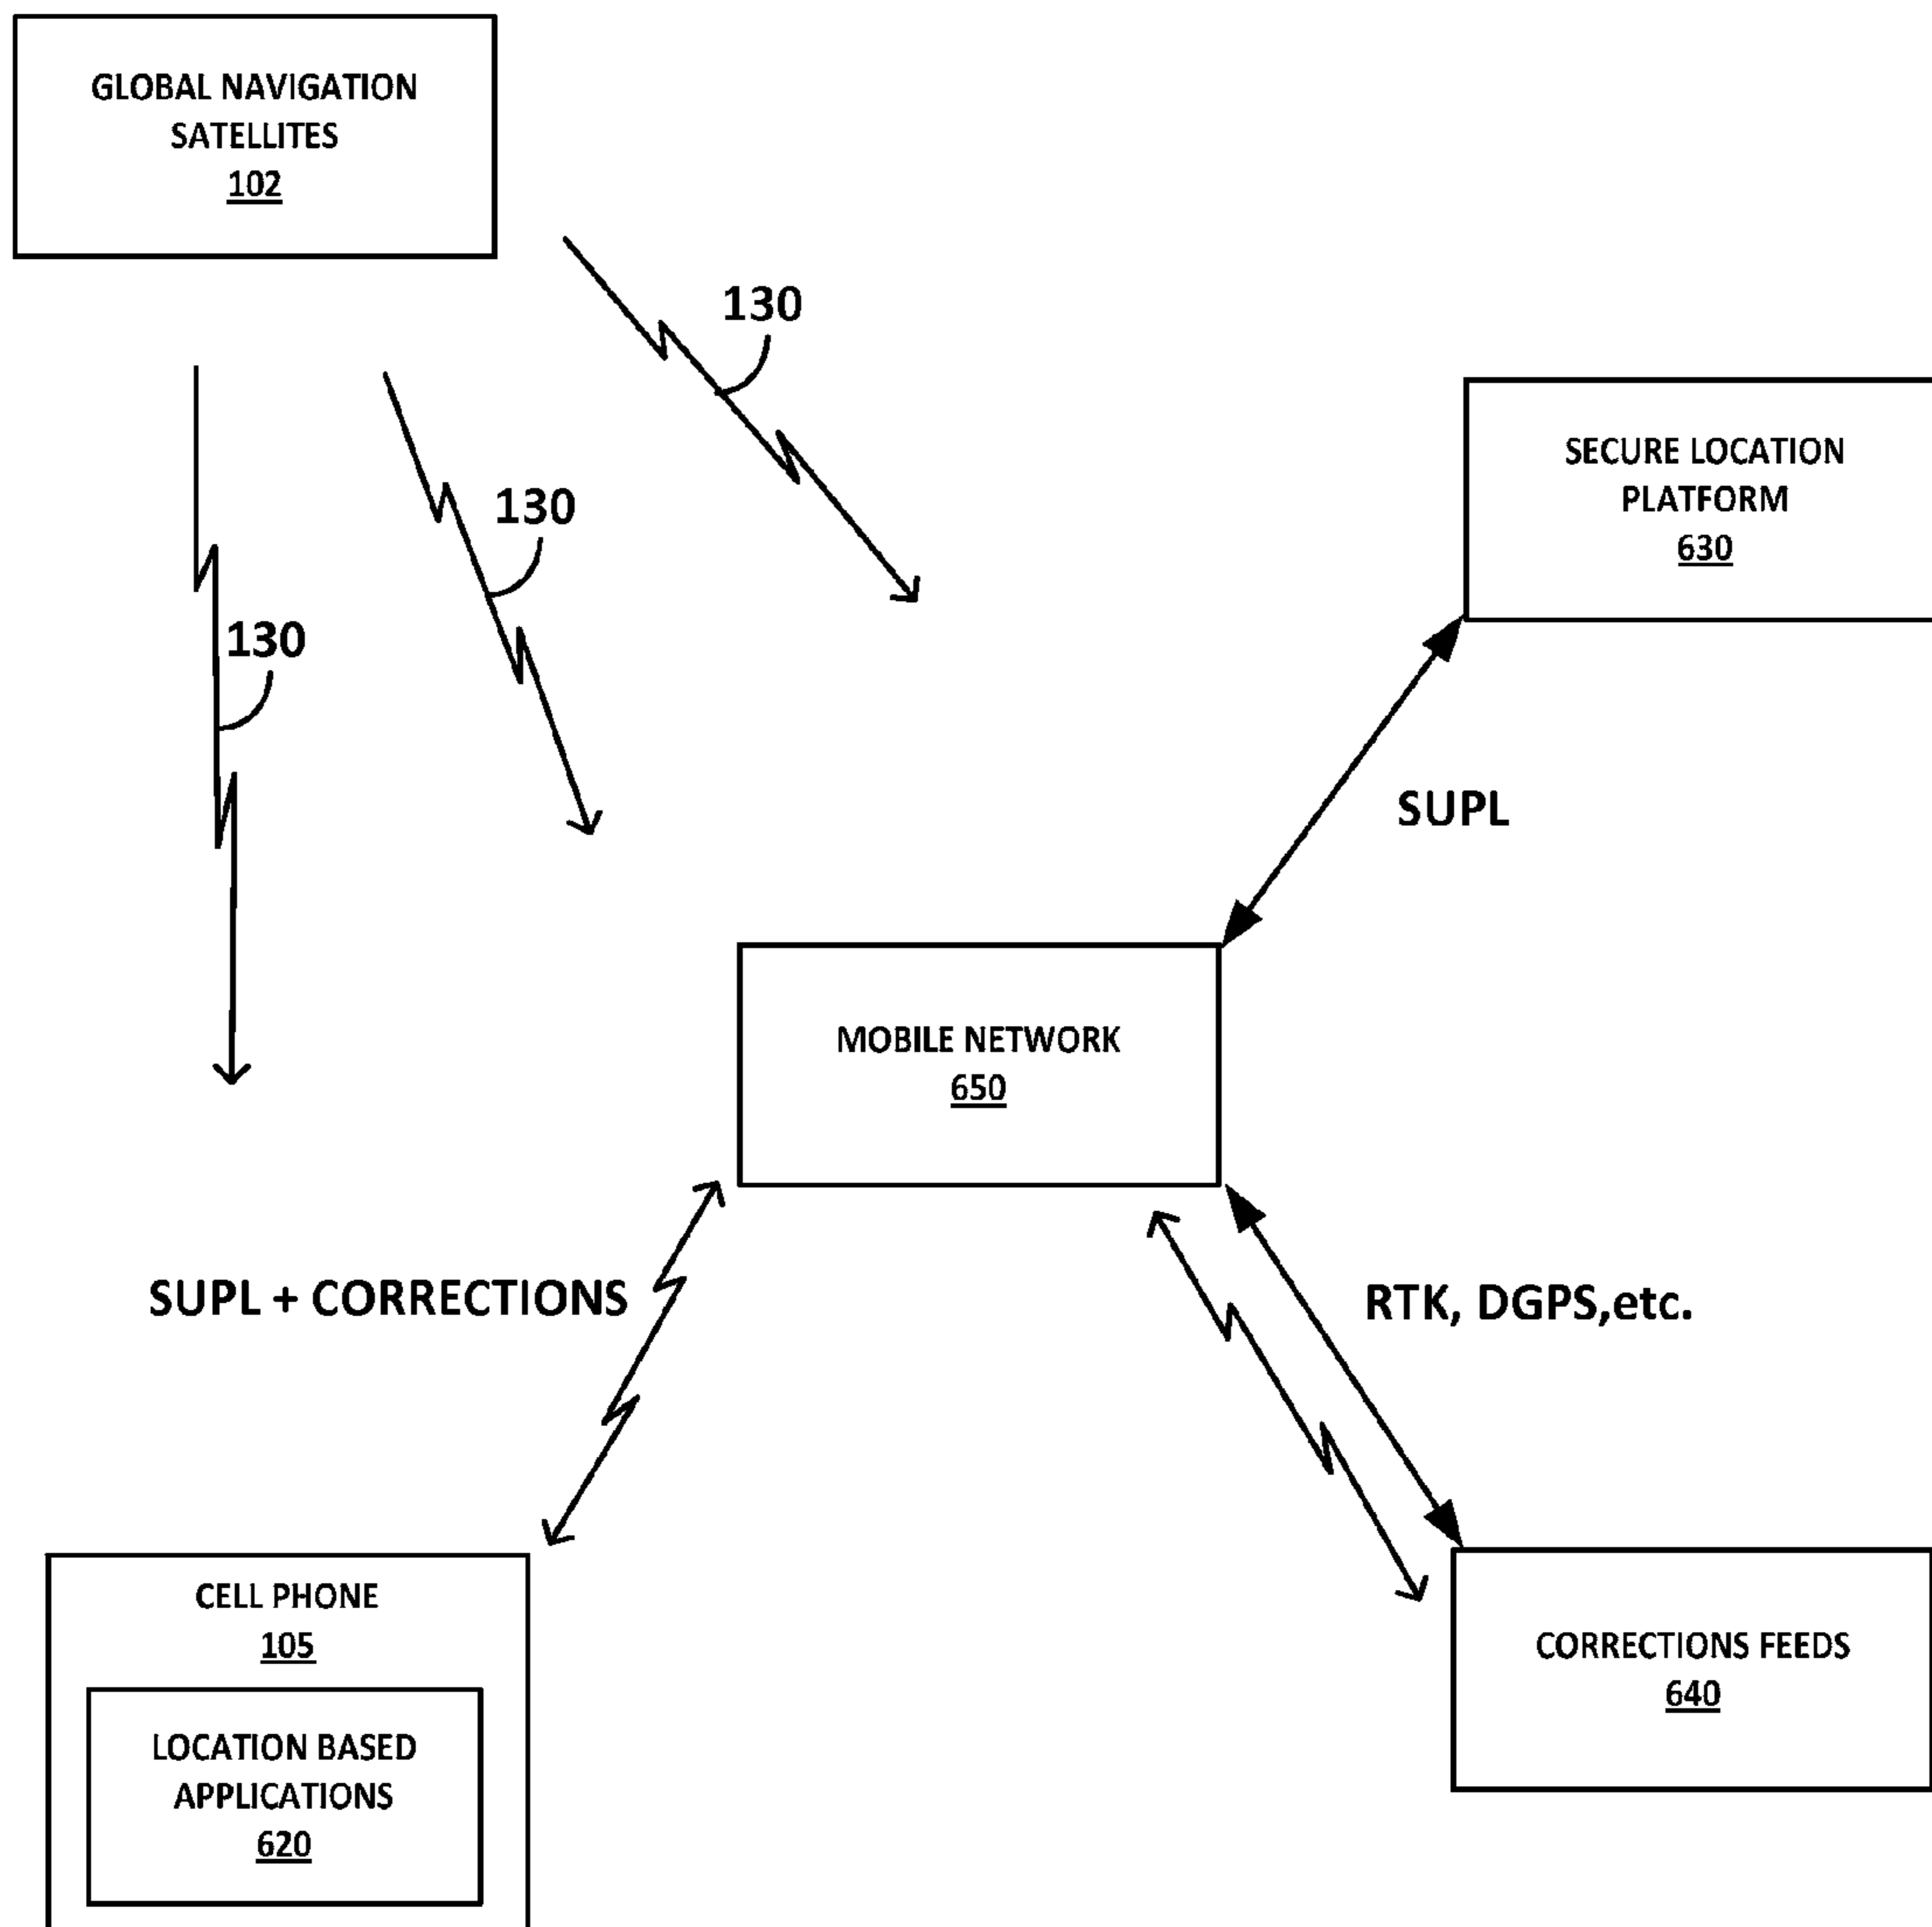 GLOBAL NAVIGATION
SATELLITES
102
130
130
130
SECURE LOCATION
PLATFORM
630
SUPL
MOBILE NETWORK
650
SUPL + CORRECTIONS
RTK, DGPS,etc.
CELL PHONE
105
LOCATION BASED
APPLICATIONS
620
CORRECTIONS FEEDS
640